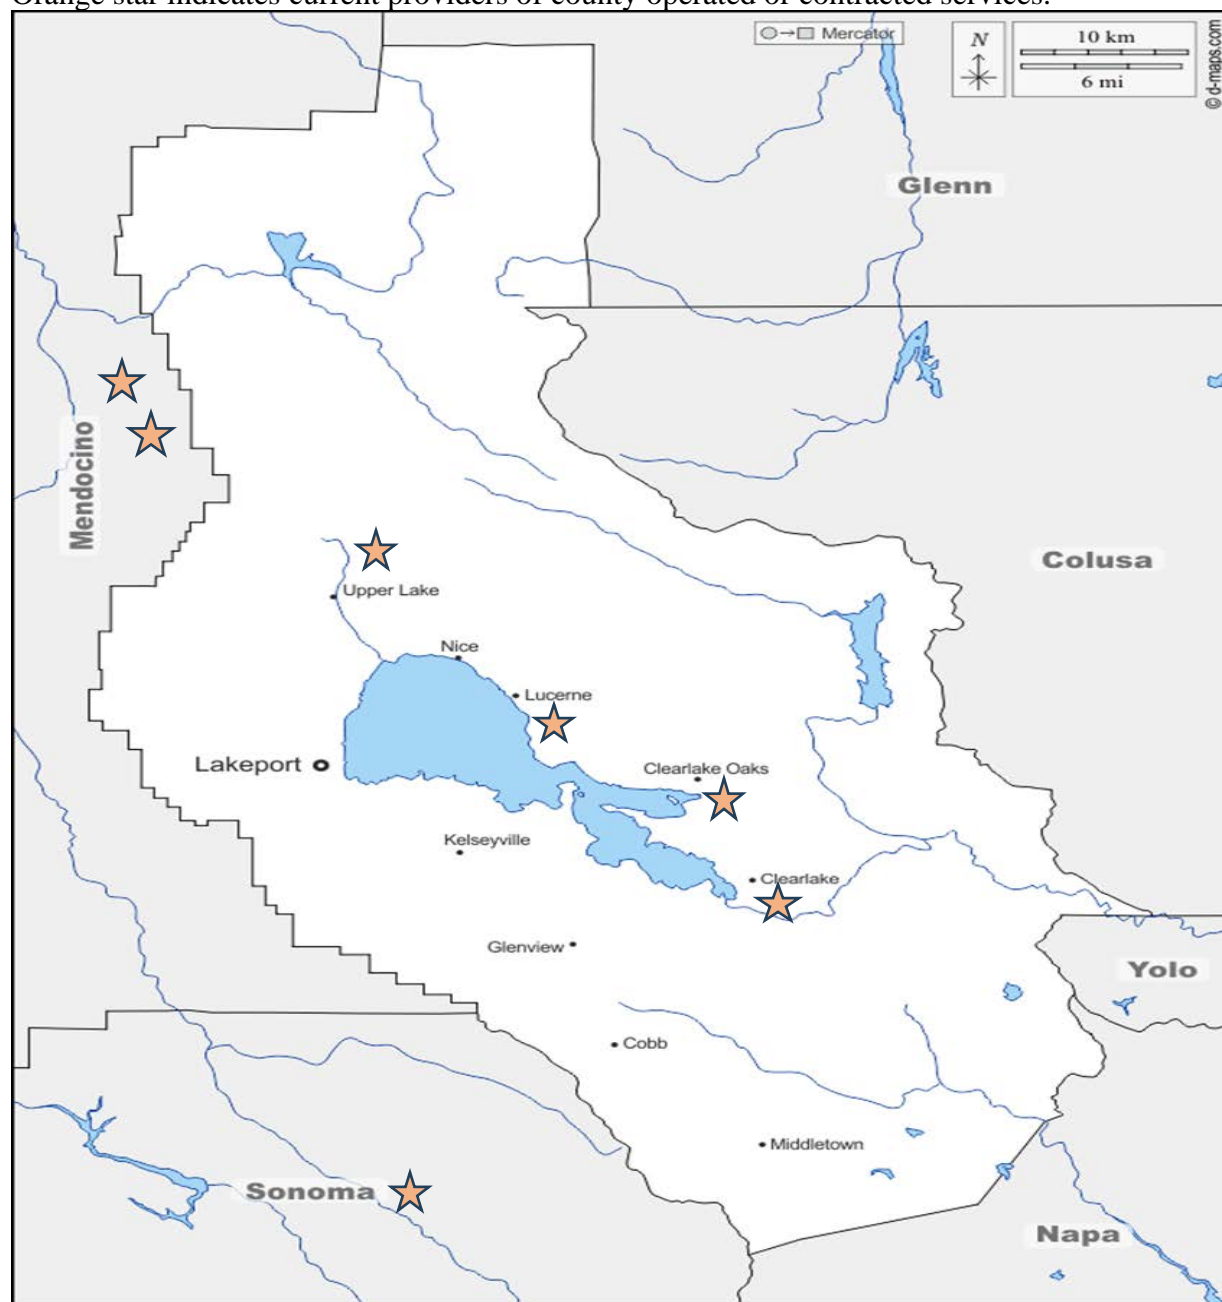 Orange star indicates current providers of county operated or contracted services.
Mercator
N
10 km
6 mi
© d-maps.com
Glenn
Mendocino
Colusa
Upper Lake
Nice
Lucerne
Lakeport
Clearlake Oaks
Kelseyville
Clearlake
Glenview
Yolo
Cobb
Middletown
Sonoma
Napa